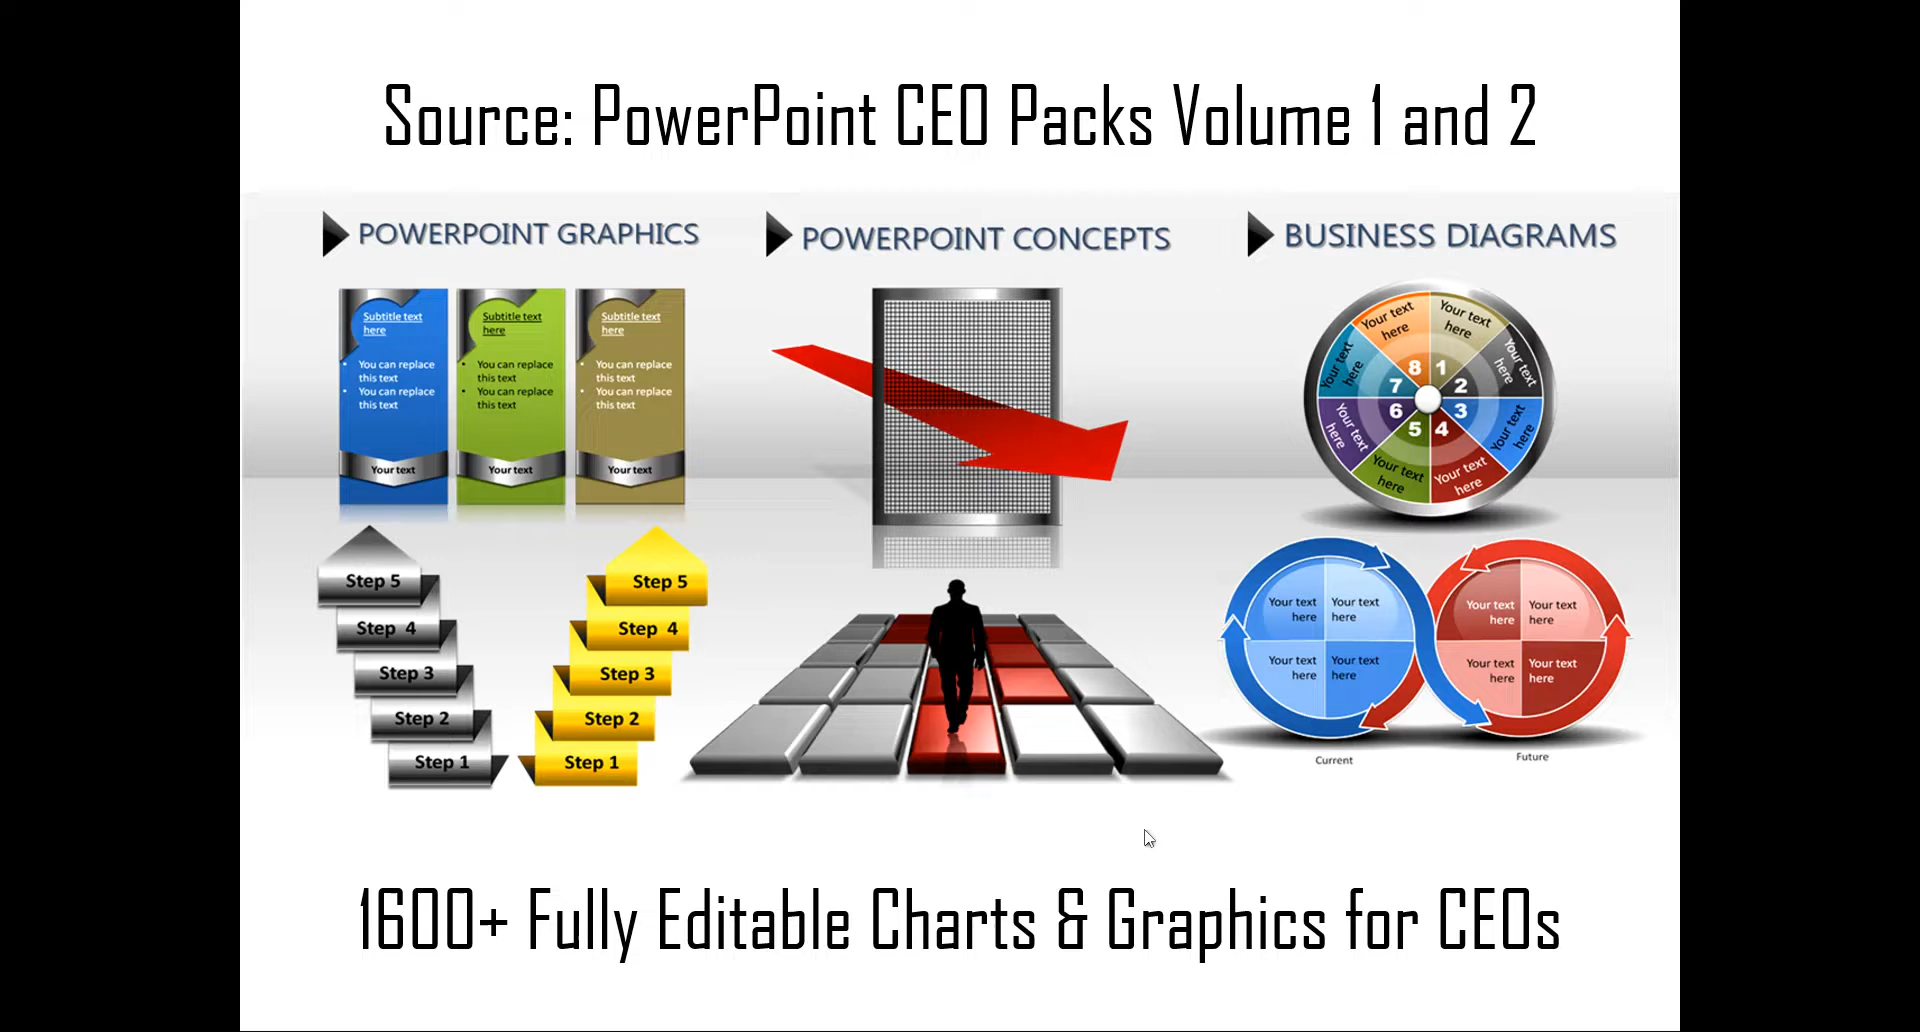 Source: PowerPoint CEO Packs Volume 1 and 2
POWERPOINT GRAPHICS
POWERPOINT CONCEPTS
BUSINESS DIAGRAMS
Subtitle text
here
• You can replace
this text
• You can replace
this text
Your text
Subtitle text
here
• You can replace
this text
• You can replace
this text
Your text
Subtitle text
here
• You can replace
this text
• You can replace
this text
Your text
Step 5
Step 4
Step 3
Step 2
Step 1
Step 5
Step 4
Step 3
Step 2
Step 1
Your text
here
1
Your text
here
2
Your text
here
3
Your text
here
4
Your text
here
5
Your text
here
6
Your text
here
7
Your text
here
8
Your text
here
Your text
here
Your text
here
Your text
here
Current
Your text
here
Your text
here
Your text
here
Your text
here
Future
1600+ Fully Editable Charts & Graphics for CEOs